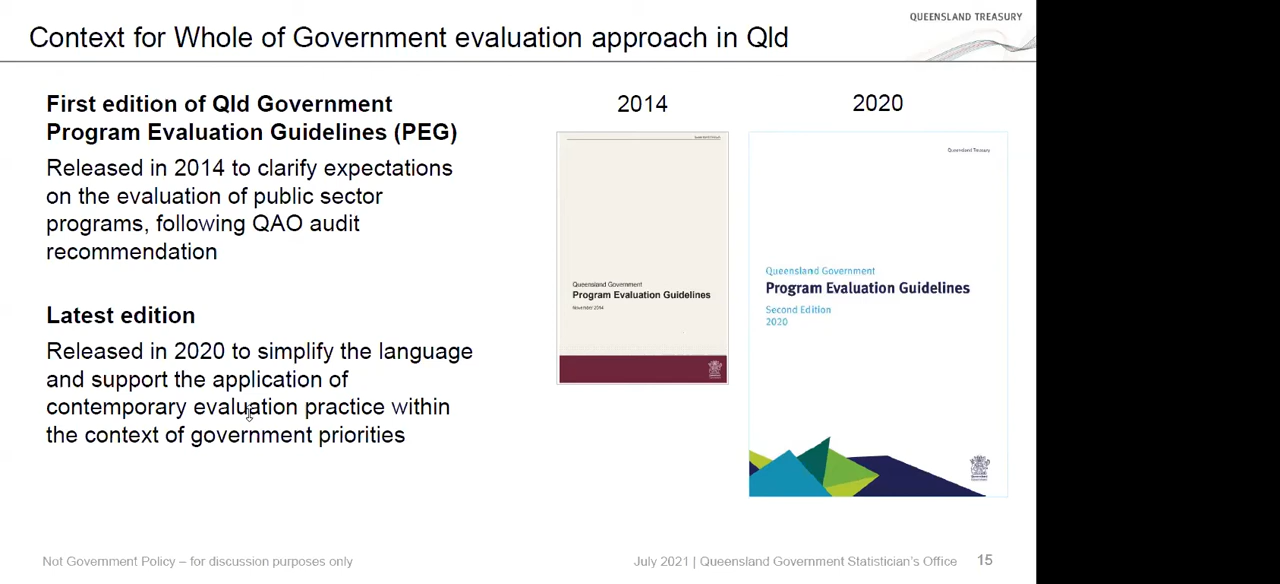 QUEENSLAND TREASURY
Context for Whole of Government evaluation approach in Qld
First edition of Qld Government
Program Evaluation Guidelines (PEG)
Released in 2014 to clarify expectations
on the evaluation of public sector
programs, following QAO audit
recommendation
Latest edition
Released in 2020 to simplify the language
and support the application of
contemporary evaluation practice within
the context of government priorities
2014
Queensland Government
Program Evaluation Guidelines
November 2014
2020
Queensland Treasury
Queensland Government
Program Evaluation Guidelines
Second Edition
2020
Not Government Policy – for discussion purposes only
July 2021 | Queensland Government Statistician's Office 15